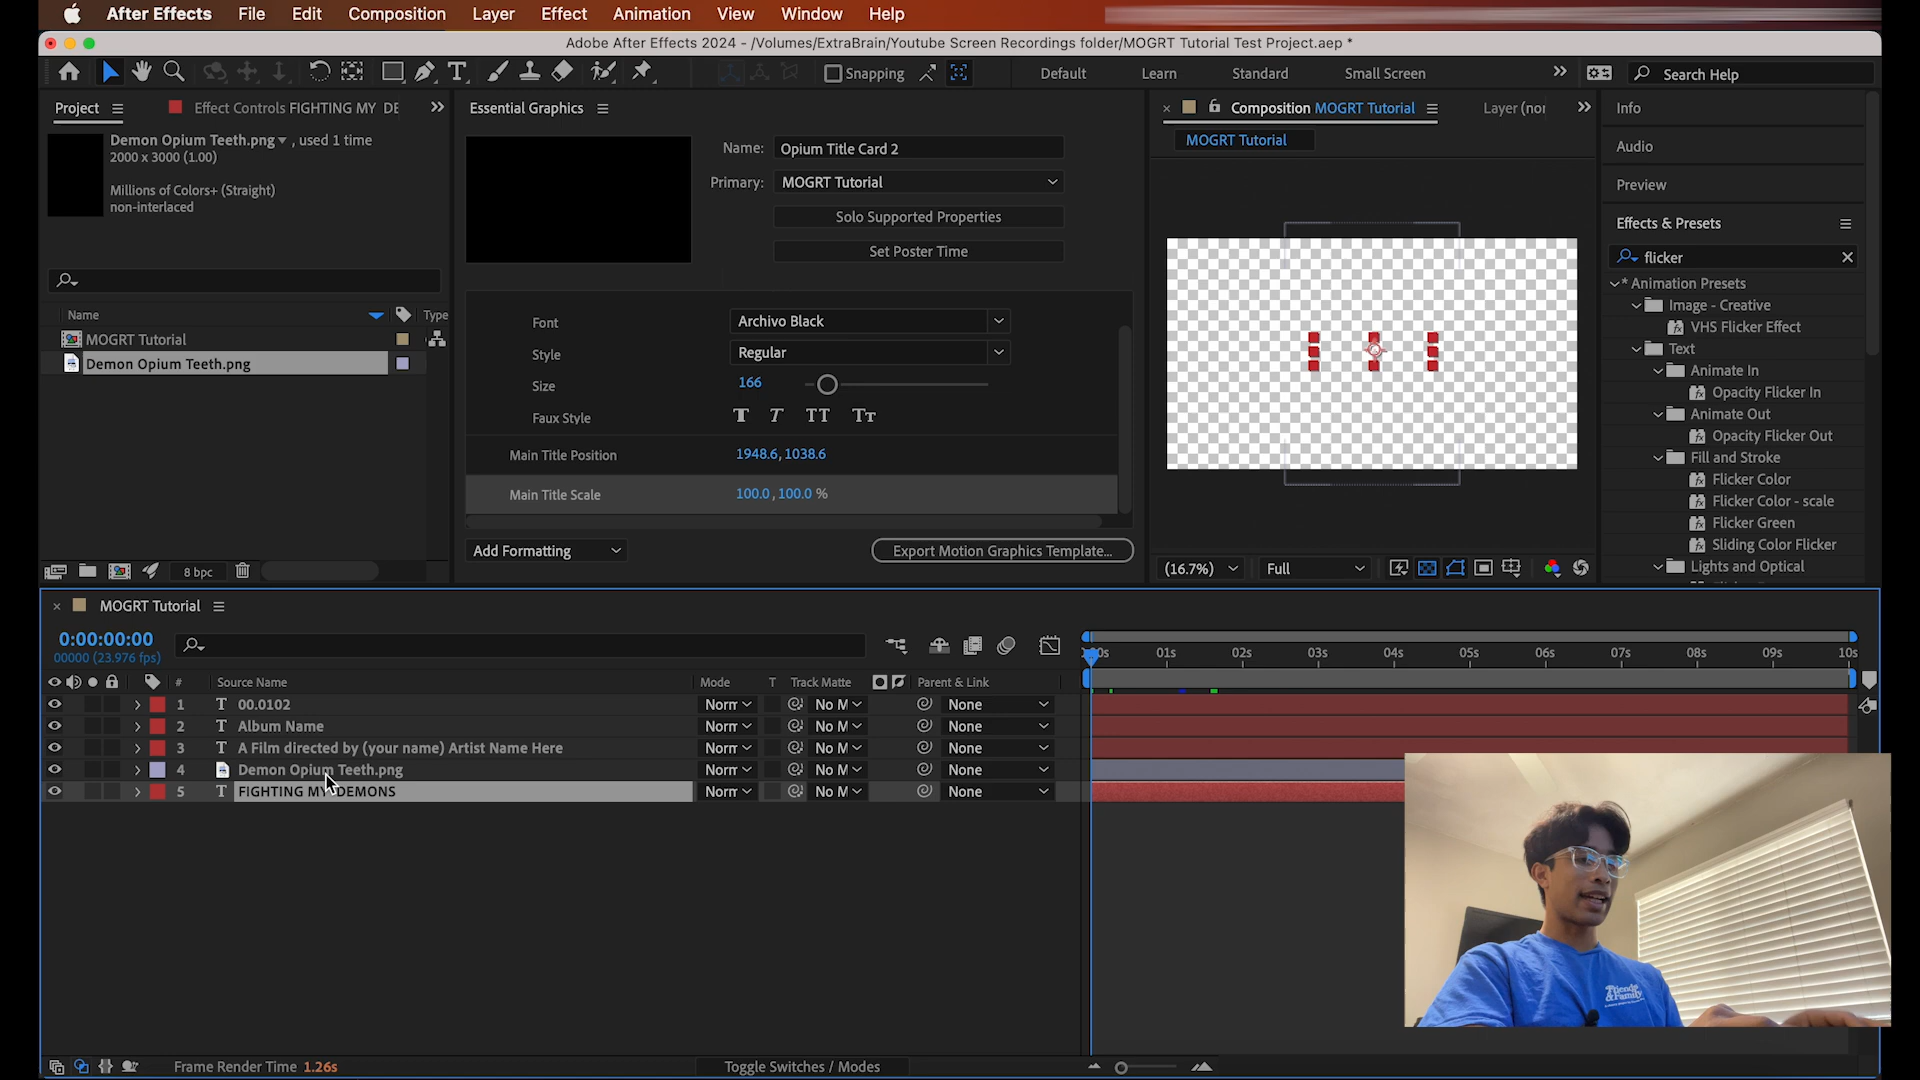 After Effects File Edit Composition Layer Effect Animation View Window Help
Adobe After Effects 2024 - /Volumes/ExtraBrain/Youtube Screen Recordings folder/MOGRT Tutorial Test Project.aep *
Snapping Default Learn Standard Small Screen Search Help
Project Effect Controls FIGHTING MY DE
Demon Opium Teeth.png , used 1 time
2000 x 3000 (1.00)
Millions of Colors+ (Straight)
non-interlaced
Name Type
MOGRT Tutorial
Demon Opium Teeth.png
8 bpc
Essential Graphics
Name: Opium Title Card 2
Primary: MOGRT Tutorial
Solo Supported Properties
Set Poster Time
Font Archivo Black
Style Regular
Size 166
Faux Style T T TT Tт
Main Title Position 1948.6, 1038.6
Main Title Scale 100.0, 100.0 %
Add Formatting Export Motion Graphics Template...
Composition MOGRT Tutorial Layer (nor
MOGRT Tutorial
(16.7%) Full
Info
Audio
Preview
Effects & Presets
flicker
* Animation Presets
Image - Creative
VHS Flicker Effect
Text
Animate In
Opacity Flicker In
Animate Out
Opacity Flicker Out
Fill and Stroke
Flicker Color
Flicker Color - scale
Flicker Green
Sliding Color Flicker
Lights and Optical
MOGRT Tutorial
0:00:00:00
00000 (23.976 fps)
00s 01s 02s 03s 04s 05s 06s 07s 08s 09s 10s
# Source Name Mode T Track Matte Parent & Link
1 T 00.0102 Norr No M None
2 T Album Name Norr No M None
3 T A Film directed by (your name) Artist Name Here Norr No M None
4 Demon Opium Teeth.png Norr No M None
5 T FIGHTING MY DEMONS Norr No M None
Friends
& Family
Frame Render Time 1.26s Toggle Switches / Modes